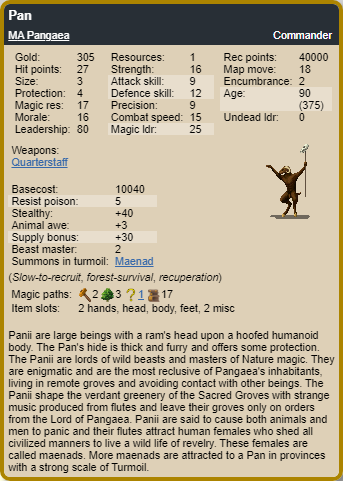 Pan
MA Pangaea Commander
Gold: 305 Resources: 1 Rec points: 40000
Hit points: 27 Strength: 16 Map move: 18
Size: 3 Attack skill: 9 Encumbrance: 2
Protection: 4 Defence skill: 12 Age: 90
Magic res: 17 Precision: 9 (375)
Morale: 16 Combat speed: 15 Undead ldr: 0
Leadership: 80 Magic ldr: 25
Weapons:
Quarterstaff
Basecost: 10040
Resist poison: 5
Stealthy: +40
Animal awe: +3
Supply bonus: +30
Beast master: 2
Summons in turmoil: Maenad
(Slow-to-recruit, forest-survival, recuperation)
Magic paths: 2 3 ?1 17
Item slots: 2 hands, head, body, feet, 2 misc
Panii are large beings with a ram's head upon a hoofed humanoid
body. The Pan's hide is thick and furry and offers some protection.
The Panii are lords of wild beasts and masters of Nature magic. They
are enigmatic and are the most reclusive of Pangaea's inhabitants,
living in remote groves and avoiding contact with other beings. The
Panii shape the verdant greenery of the Sacred Groves with strange
music produced from flutes and leave their groves only on orders
from the Lord of Pangaea. Panii are said to cause both animals and
men to panic and their flutes attract human females who shed all
civilized manners to live a wild life of revelry. These females are
called maenads. More maenads are attracted to a Pan in provinces
with a strong scale of Turmoil.